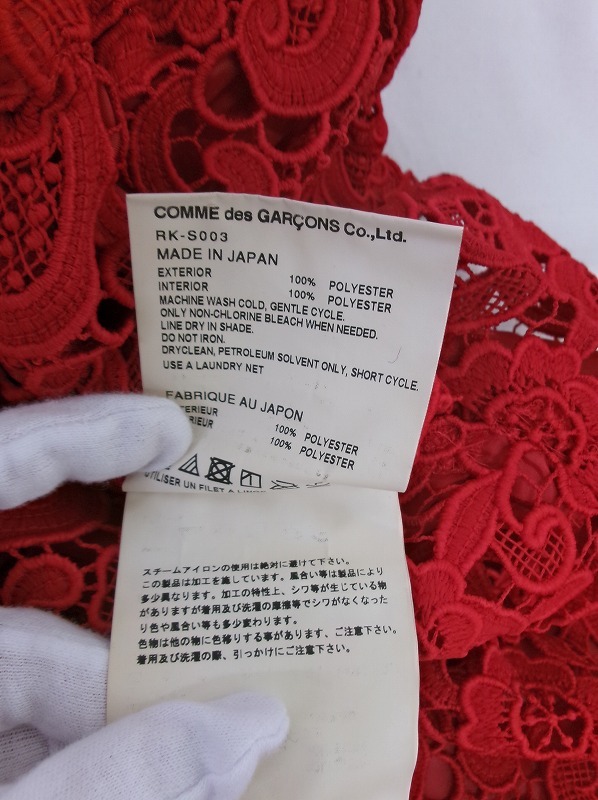 COMME des GARÇONS Co.,Ltd.
RK-S003
MADE IN JAPAN
EXTERIOR 100% POLYESTER
INTERIOR 100% POLYESTER
MACHINE WASH COLD, GENTLE CYCLE.
ONLY NON-CHLORINE BLEACH WHEN NEEDED.
LINE DRY IN SHADE.
DO NOT IRON.
DRYCLEAN, PETROLEUM SOLVENT ONLY, SHORT CYCLE.
USE A LAUNDRY NET
FABRIQUE AU JAPON
100% POLYESTER
100% POLYESTER
UTILISER UN FILET A
スチームアイロンの使用は絶対に避けて下さい。
この製品は加工を施しています。風合い等は製品により
多少異なります。加工の特性上、シワ等が生じている物
がありますが着用及び洗濯の摩擦等でシワがなくなった
り色や風合い等も多少変わります。
色物は他の物に色移りする事があります、ご注意下さい。
着用及び洗濯の際、引っかけにご注意下さい。